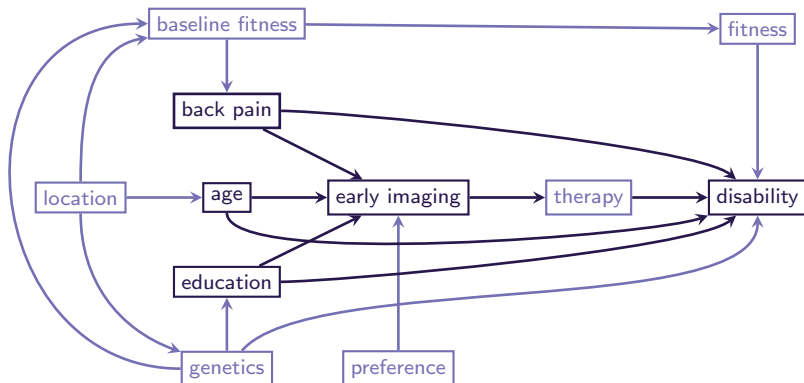 baseline fitness
fitness
back pain
location
age
early imaging
therapy
disability
education
genetics
preference